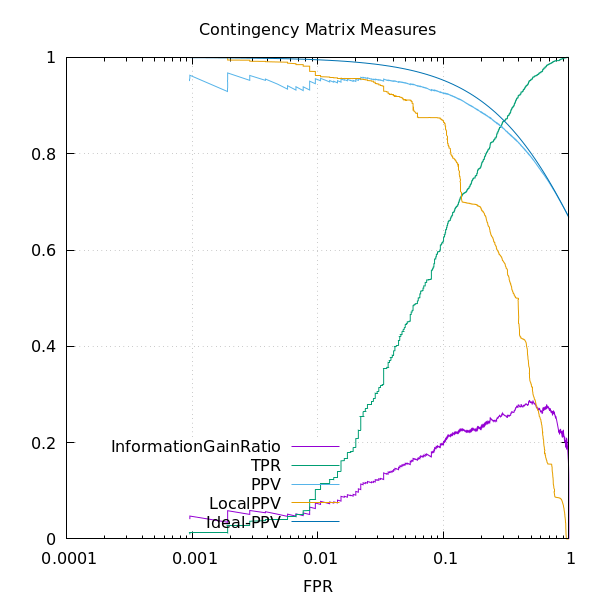 Contingency Matrix Measures
1
0.8
0.6
0.4
0.2
0
InformationGainRatio
TPR
PPV
LocalPPV
Ideal-PPV
0.0001 0.001 0.01 0.1 1
FPR